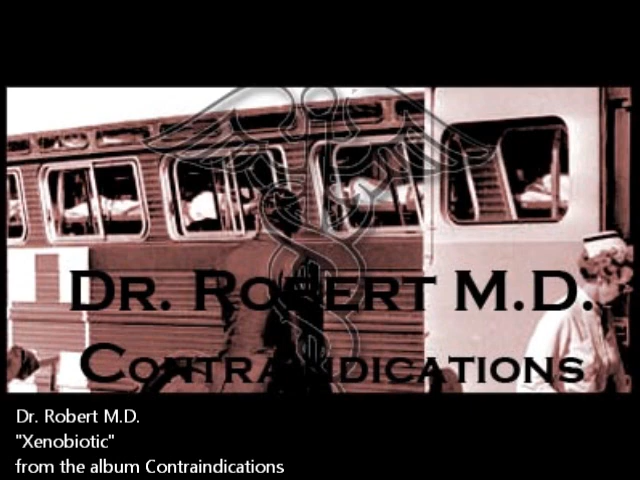 DR. ROBERT M.D.
CONTRAINDICATIONS
Dr. Robert M.D.
"Xenobiotic"
from the album Contraindications